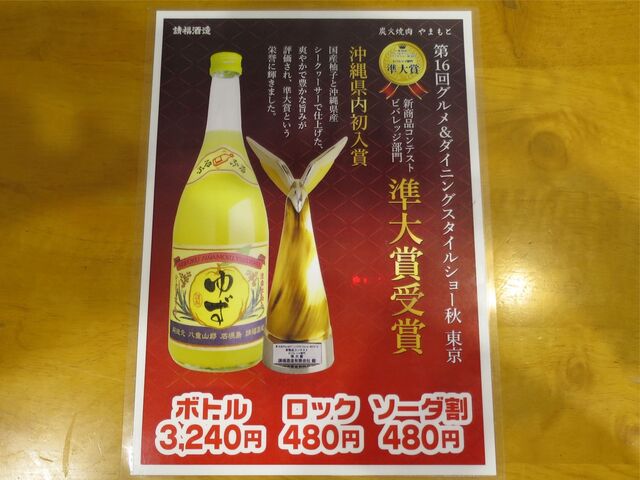 請福酒造
炭火焼肉 やまもと
準大賞
第16回グルメ&ダイニングスタイルショー秋 東京
新商品コンテスト
ビバレッジ部門
準大賞受賞
沖縄県内初入賞
国産柚子と沖縄県産
シークヮーサーで仕上げた、
爽やかで豊かな旨みが
評価され、準大賞という
栄誉に輝きました。
ゆず
ボトル
3,240円
ロック
480円
ソーダ割
480円